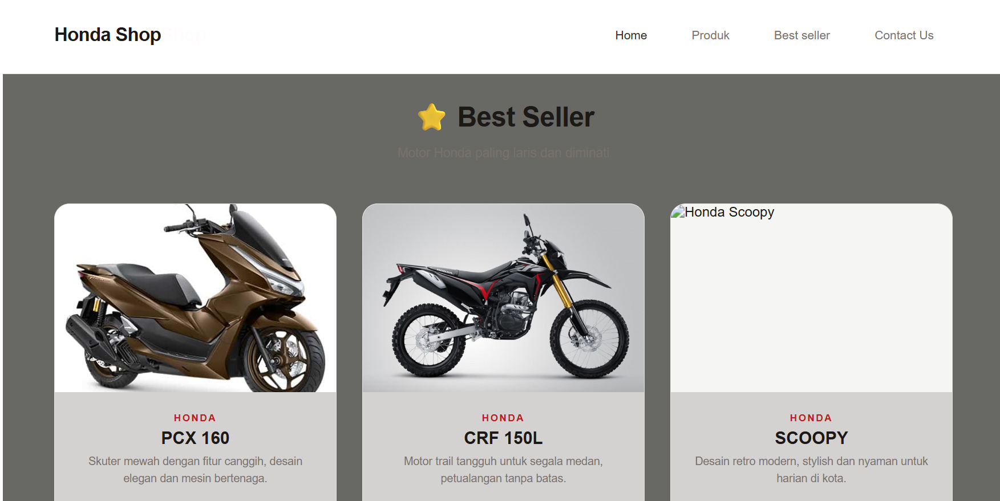 Honda Shop
Home
Produk
Best seller
Contact Us
Best Seller
Motor Honda paling laris dan diminati
Honda Scoopy
HONDA
PCX 160
Skuter mewah dengan fitur canggih, desain
elegan dan mesin bertenaga.
HONDA
CRF 150L
Motor trail tangguh untuk segala medan,
petualangan tanpa batas.
HONDA
SCOOPY
Desain retro modern, stylish dan nyaman untuk
harian di kota.